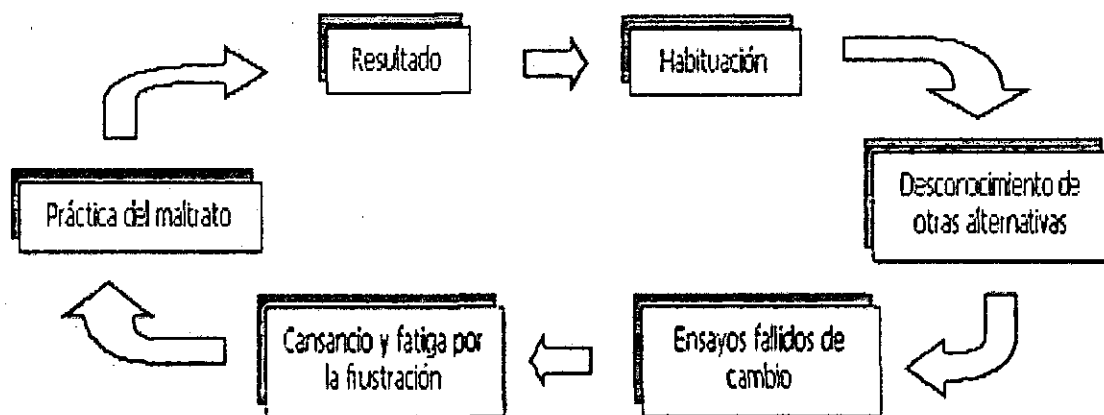 Resultado
Habituación
Desconocimiento de
otras alternativas
Ensayos fallidos de
cambio
Cansancio y fatiga por
la frustración
Práctica del maltrato